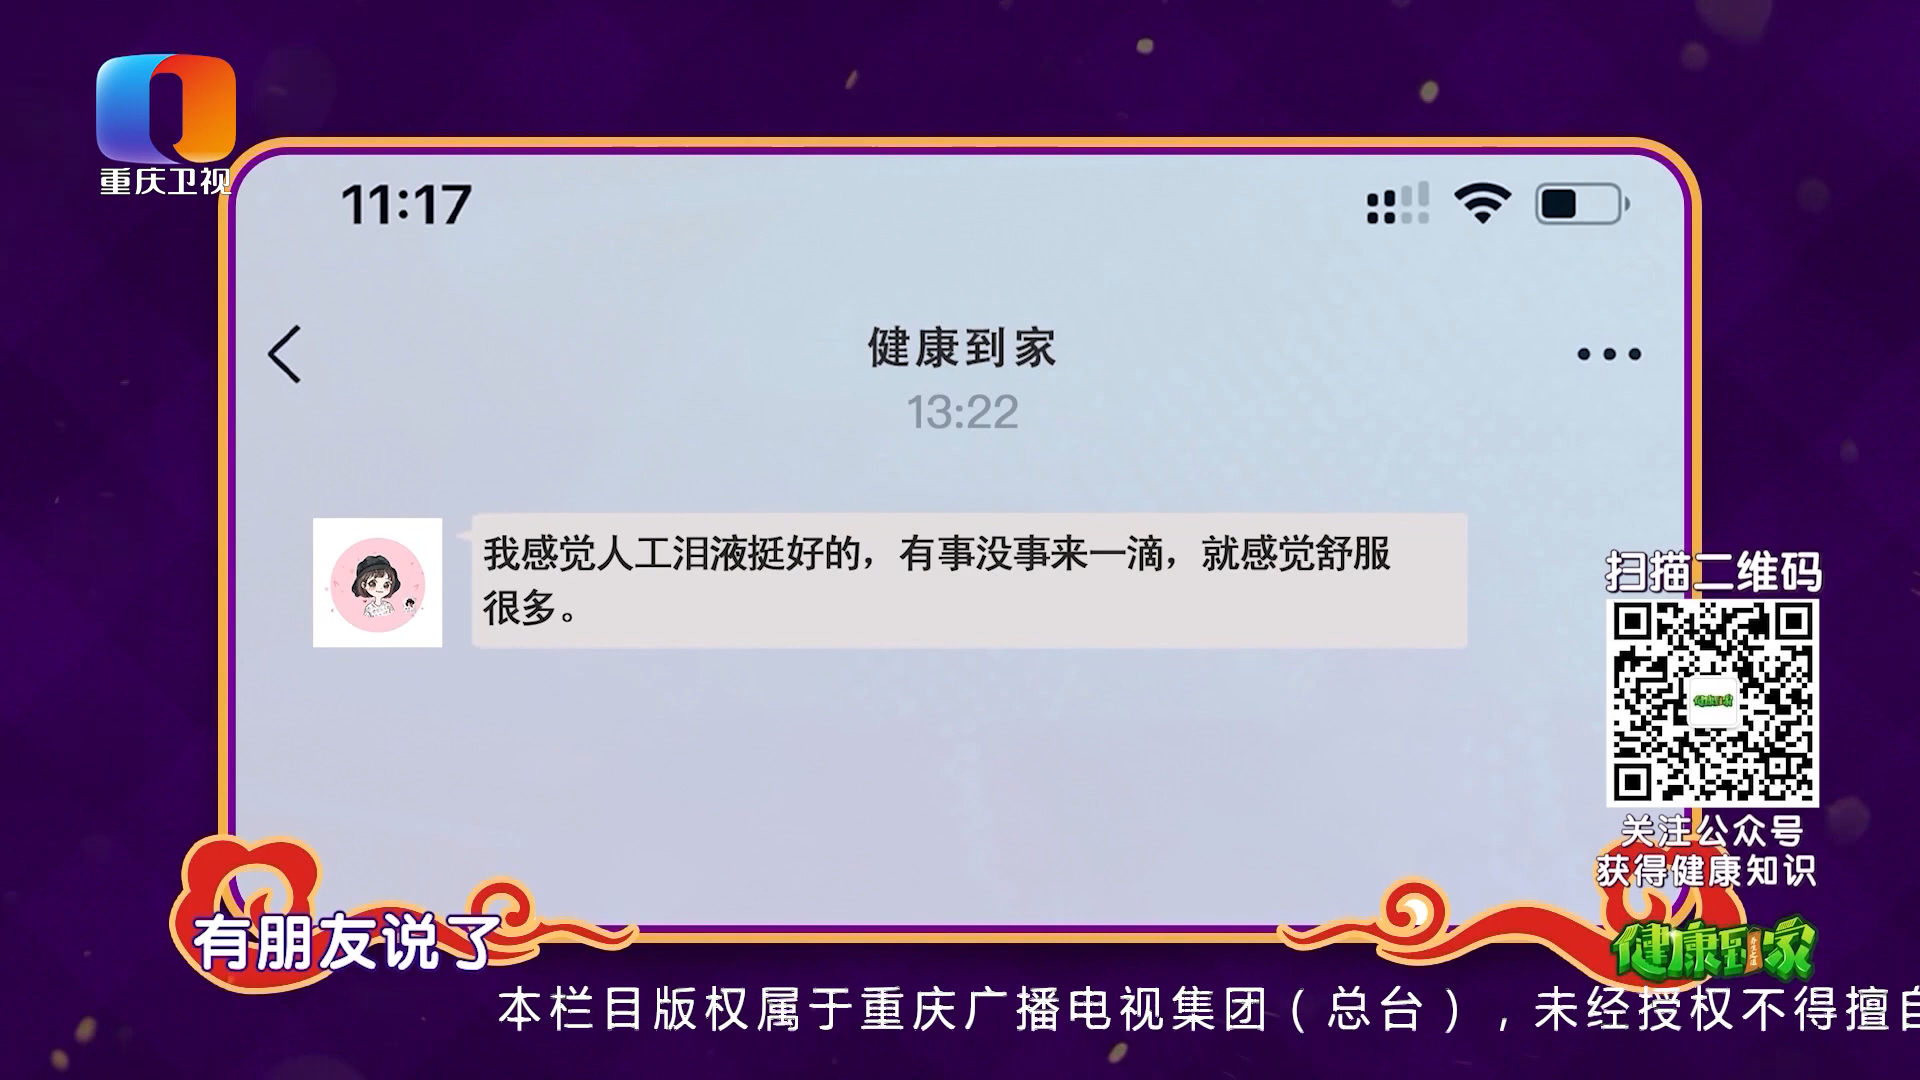 重庆卫视
11:17
健康到家
13:22
我感觉人工泪液挺好的，有事没事来一滴，就感觉舒服
很多。
扫描二维码
健康到家
关注公众号
获得健康知识
有朋友说了
健康到家
本栏目版权属于重庆广播电视集团（总台），未经授权不得擅自